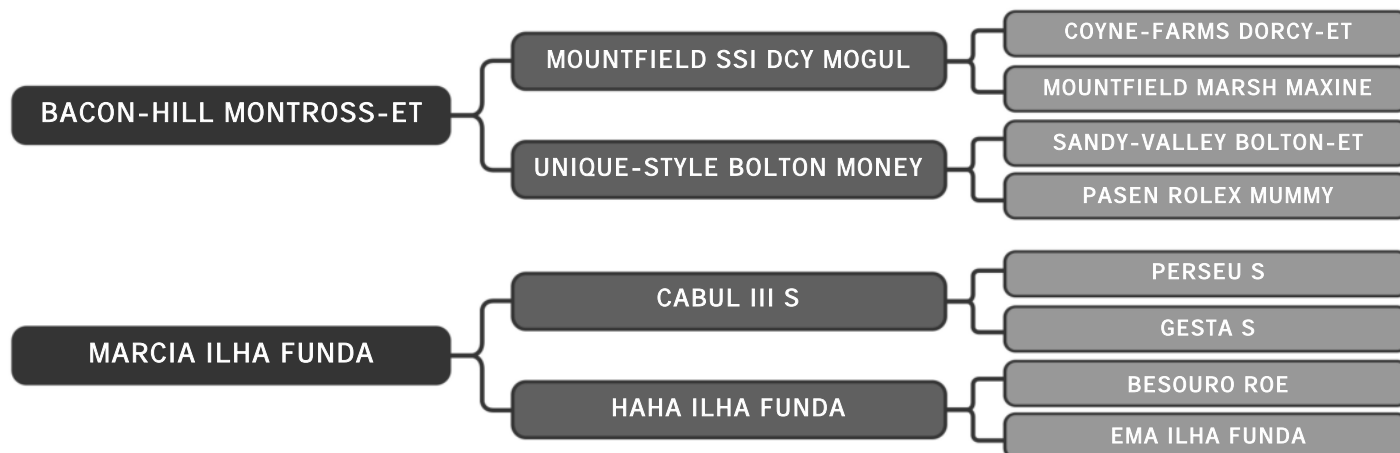 COYNE-FARMS DORCY-ET
MOUNTFIELD SSI DCY MOGUL
MOUNTFIELD MARSH MAXINE
BACON-HILL MONTROSS-ET
SANDY-VALLEY BOLTON-ET
UNIQUE-STYLE BOLTON MONEY
PASEN ROLEX MUMMY
PERSEU S
CABUL III S
GESTA S
MARCIA ILHA FUNDA
BESOURO ROE
HAHA ILHA FUNDA
EMA ILHA FUNDA